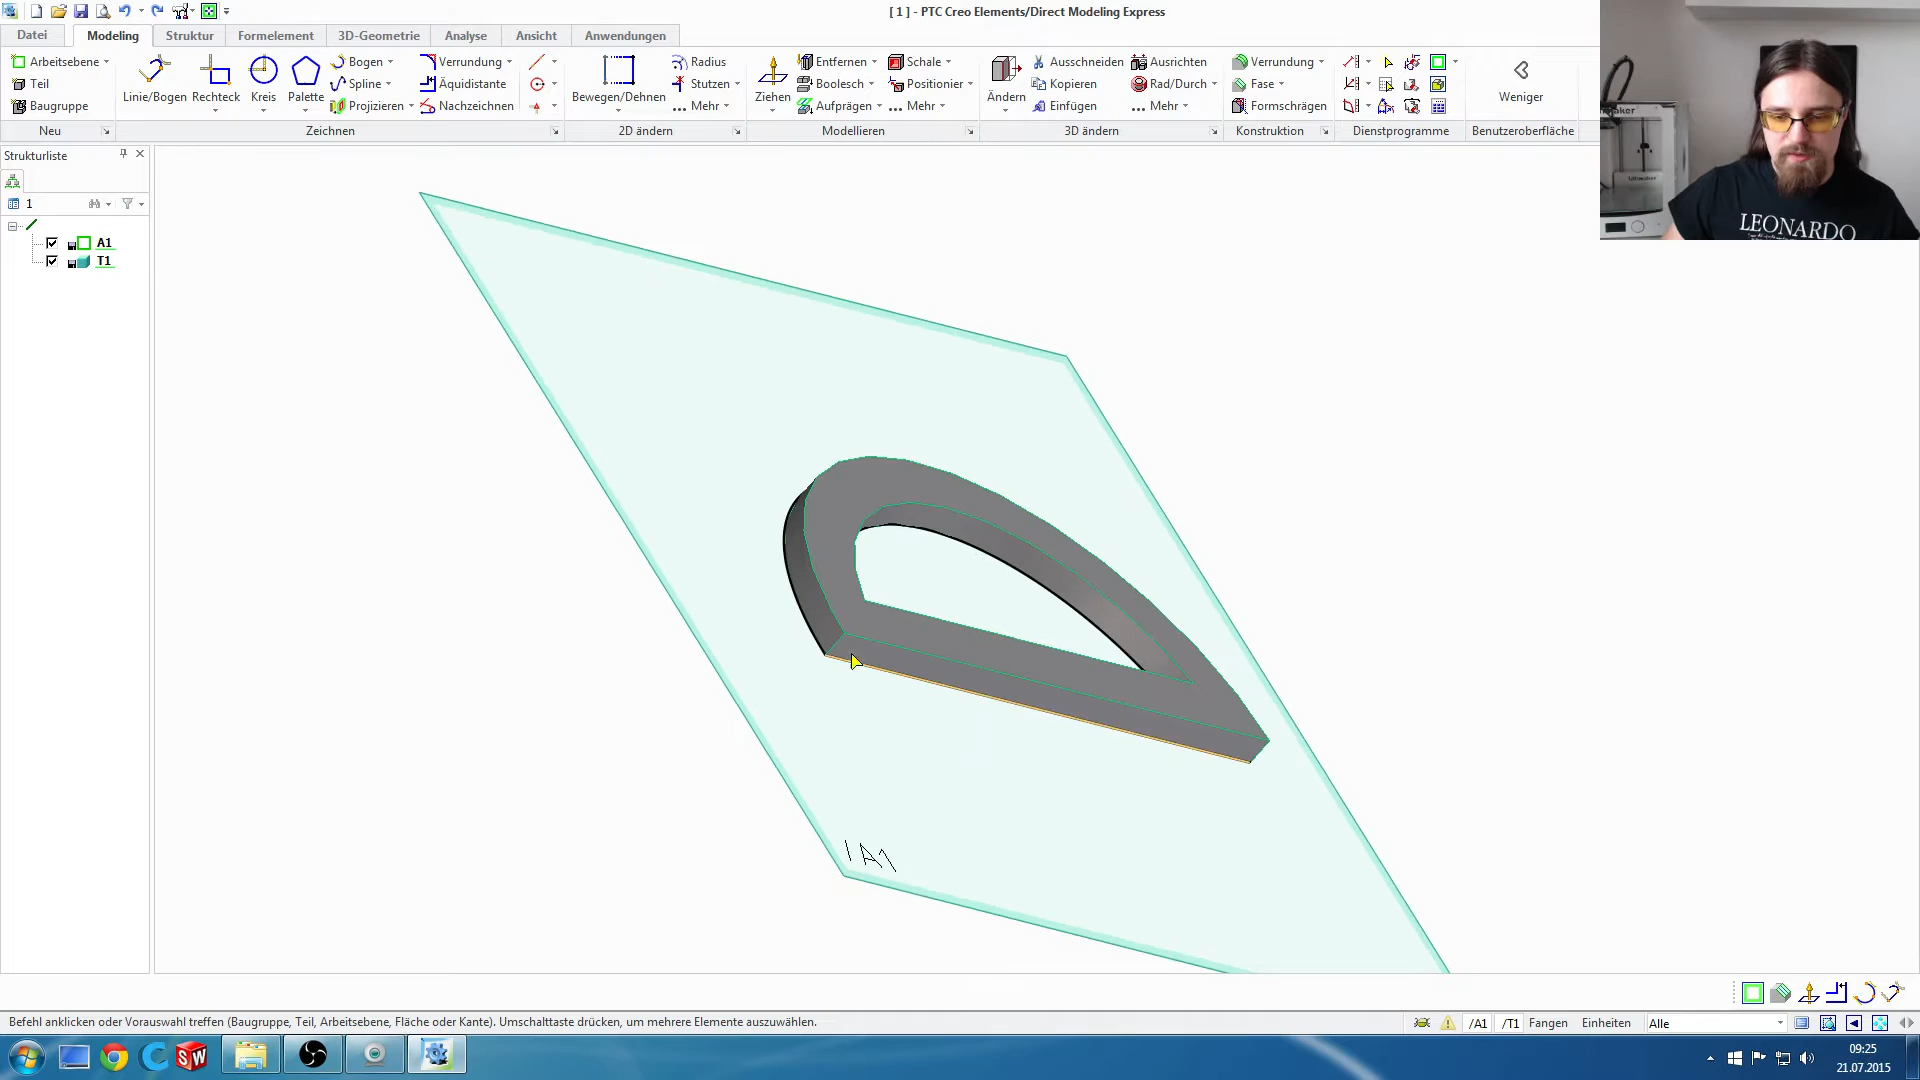 [ 1 ] - PTC Creo Elements/Direct Modeling Express
Datei Modeling Struktur Formelement 3D-Geometrie Analyse Ansicht Anwendungen
Arbeitsebene
Teil
Baugruppe
Neu
Linie/Bogen Rechteck Kreis Palette
Bogen
Spline
Projizieren
Verrundung
Äquidistante
Nachzeichnen
Zeichnen
Bewegen/Dehnen
Radius
Stutzen
Mehr
2D ändern
Ziehen
Entfernen
Boolesch
Aufprägen
Schale
Positionier
Mehr
Modellieren
Ändern
Ausschneiden
Kopieren
Einfügen
Ausrichten
Rad/Durch
Mehr
3D ändern
Verrundung
Fase
Formschrägen
Konstruktion
Dienstprogramme
Weniger
Benutzeroberfläche
Strukturliste
1
A1
T1
/A1
LEONARDO
Befehl anklicken oder Vorauswahl treffen (Baugruppe, Teil, Arbeitsebene, Fläche oder Kante). Umschalttaste drücken, um mehrere Elemente auszuwählen.
/A1 /T1 Fangen Einheiten Alle
SW
09:25
21.07.2015